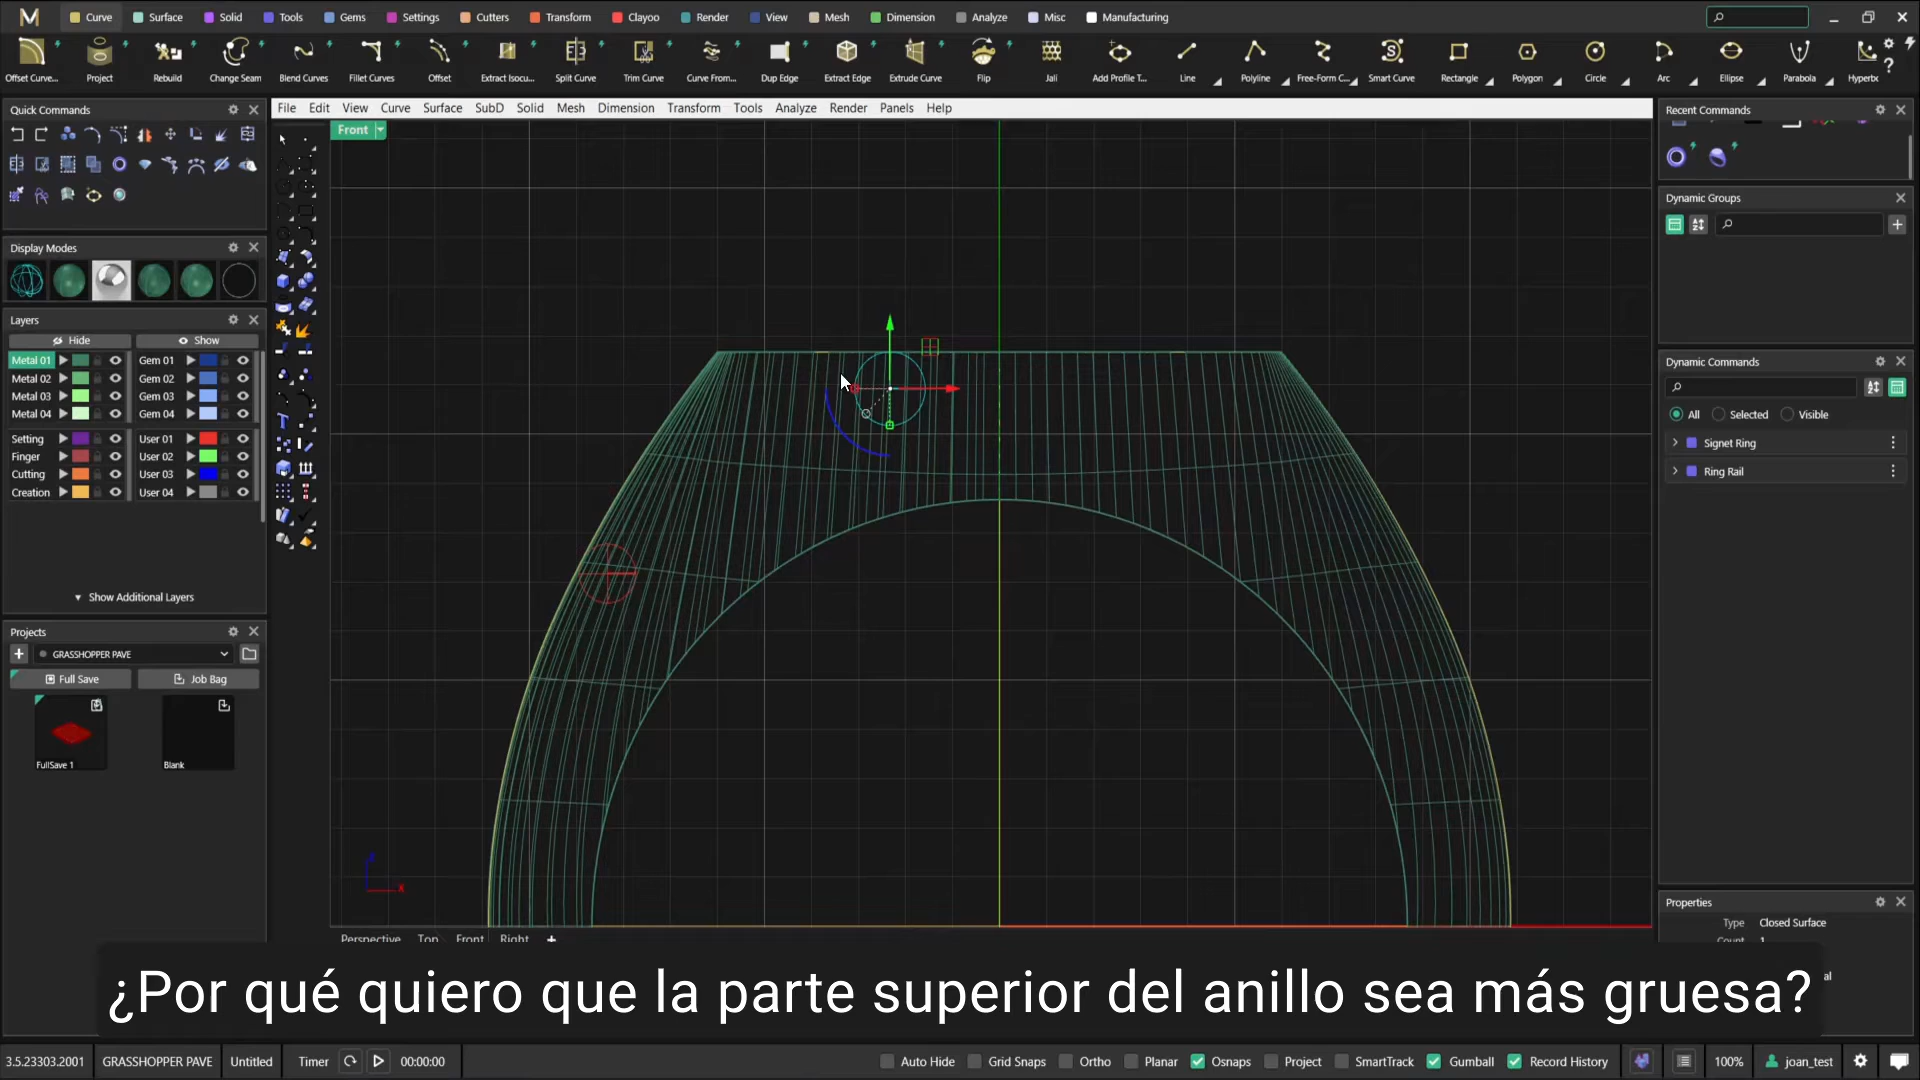 Curve Surface Solid Tools Gems Settings Cutters Transform Clayoo Render View Mesh Dimension Analyze Misc Manufacturing
Offset Curve... Project Rebuild Change Seam Blend Curves Fillet Curves Offset Extract Isocu... Split Curve Trim Curve Curve From... Dup Edge Extract Edge Extrude Curve Flip Jali Add Profile T... Line Polyline Free-Form C... Smart Curve Rectangle Polygon Circle Arc Ellipse Parabola Hyperbc
Quick Commands
File Edit View Curve Surface SubD Solid Mesh Dimension Transform Tools Analyze Render Panels Help
Recent Commands
Front
Dynamic Groups
Display Modes
Layers
Hide Show
Metal 01 Gem 01
Metal 02 Gem 02
Metal 03 Gem 03
Metal 04 Gem 04
Setting User 01
Finger User 02
Cutting User 03
Creation User 04
Show Additional Layers
Dynamic Commands
All Selected Visible
Signet Ring
Ring Rail
Projects
GRASSHOPPER PAVE
Full Save Job Bag
FullSave 1 Blank
x
Properties
Type Closed Surface
Count 1
Perspective Top Front Right
¿Por qué quiero que la parte superior del anillo sea más gruesa?
3.5.23303.2001 GRASSHOPPER PAVE Untitled Timer 00:00:00 Auto Hide Grid Snaps Ortho Planar Osnaps Project SmartTrack Gumball Record History 100% joan_test